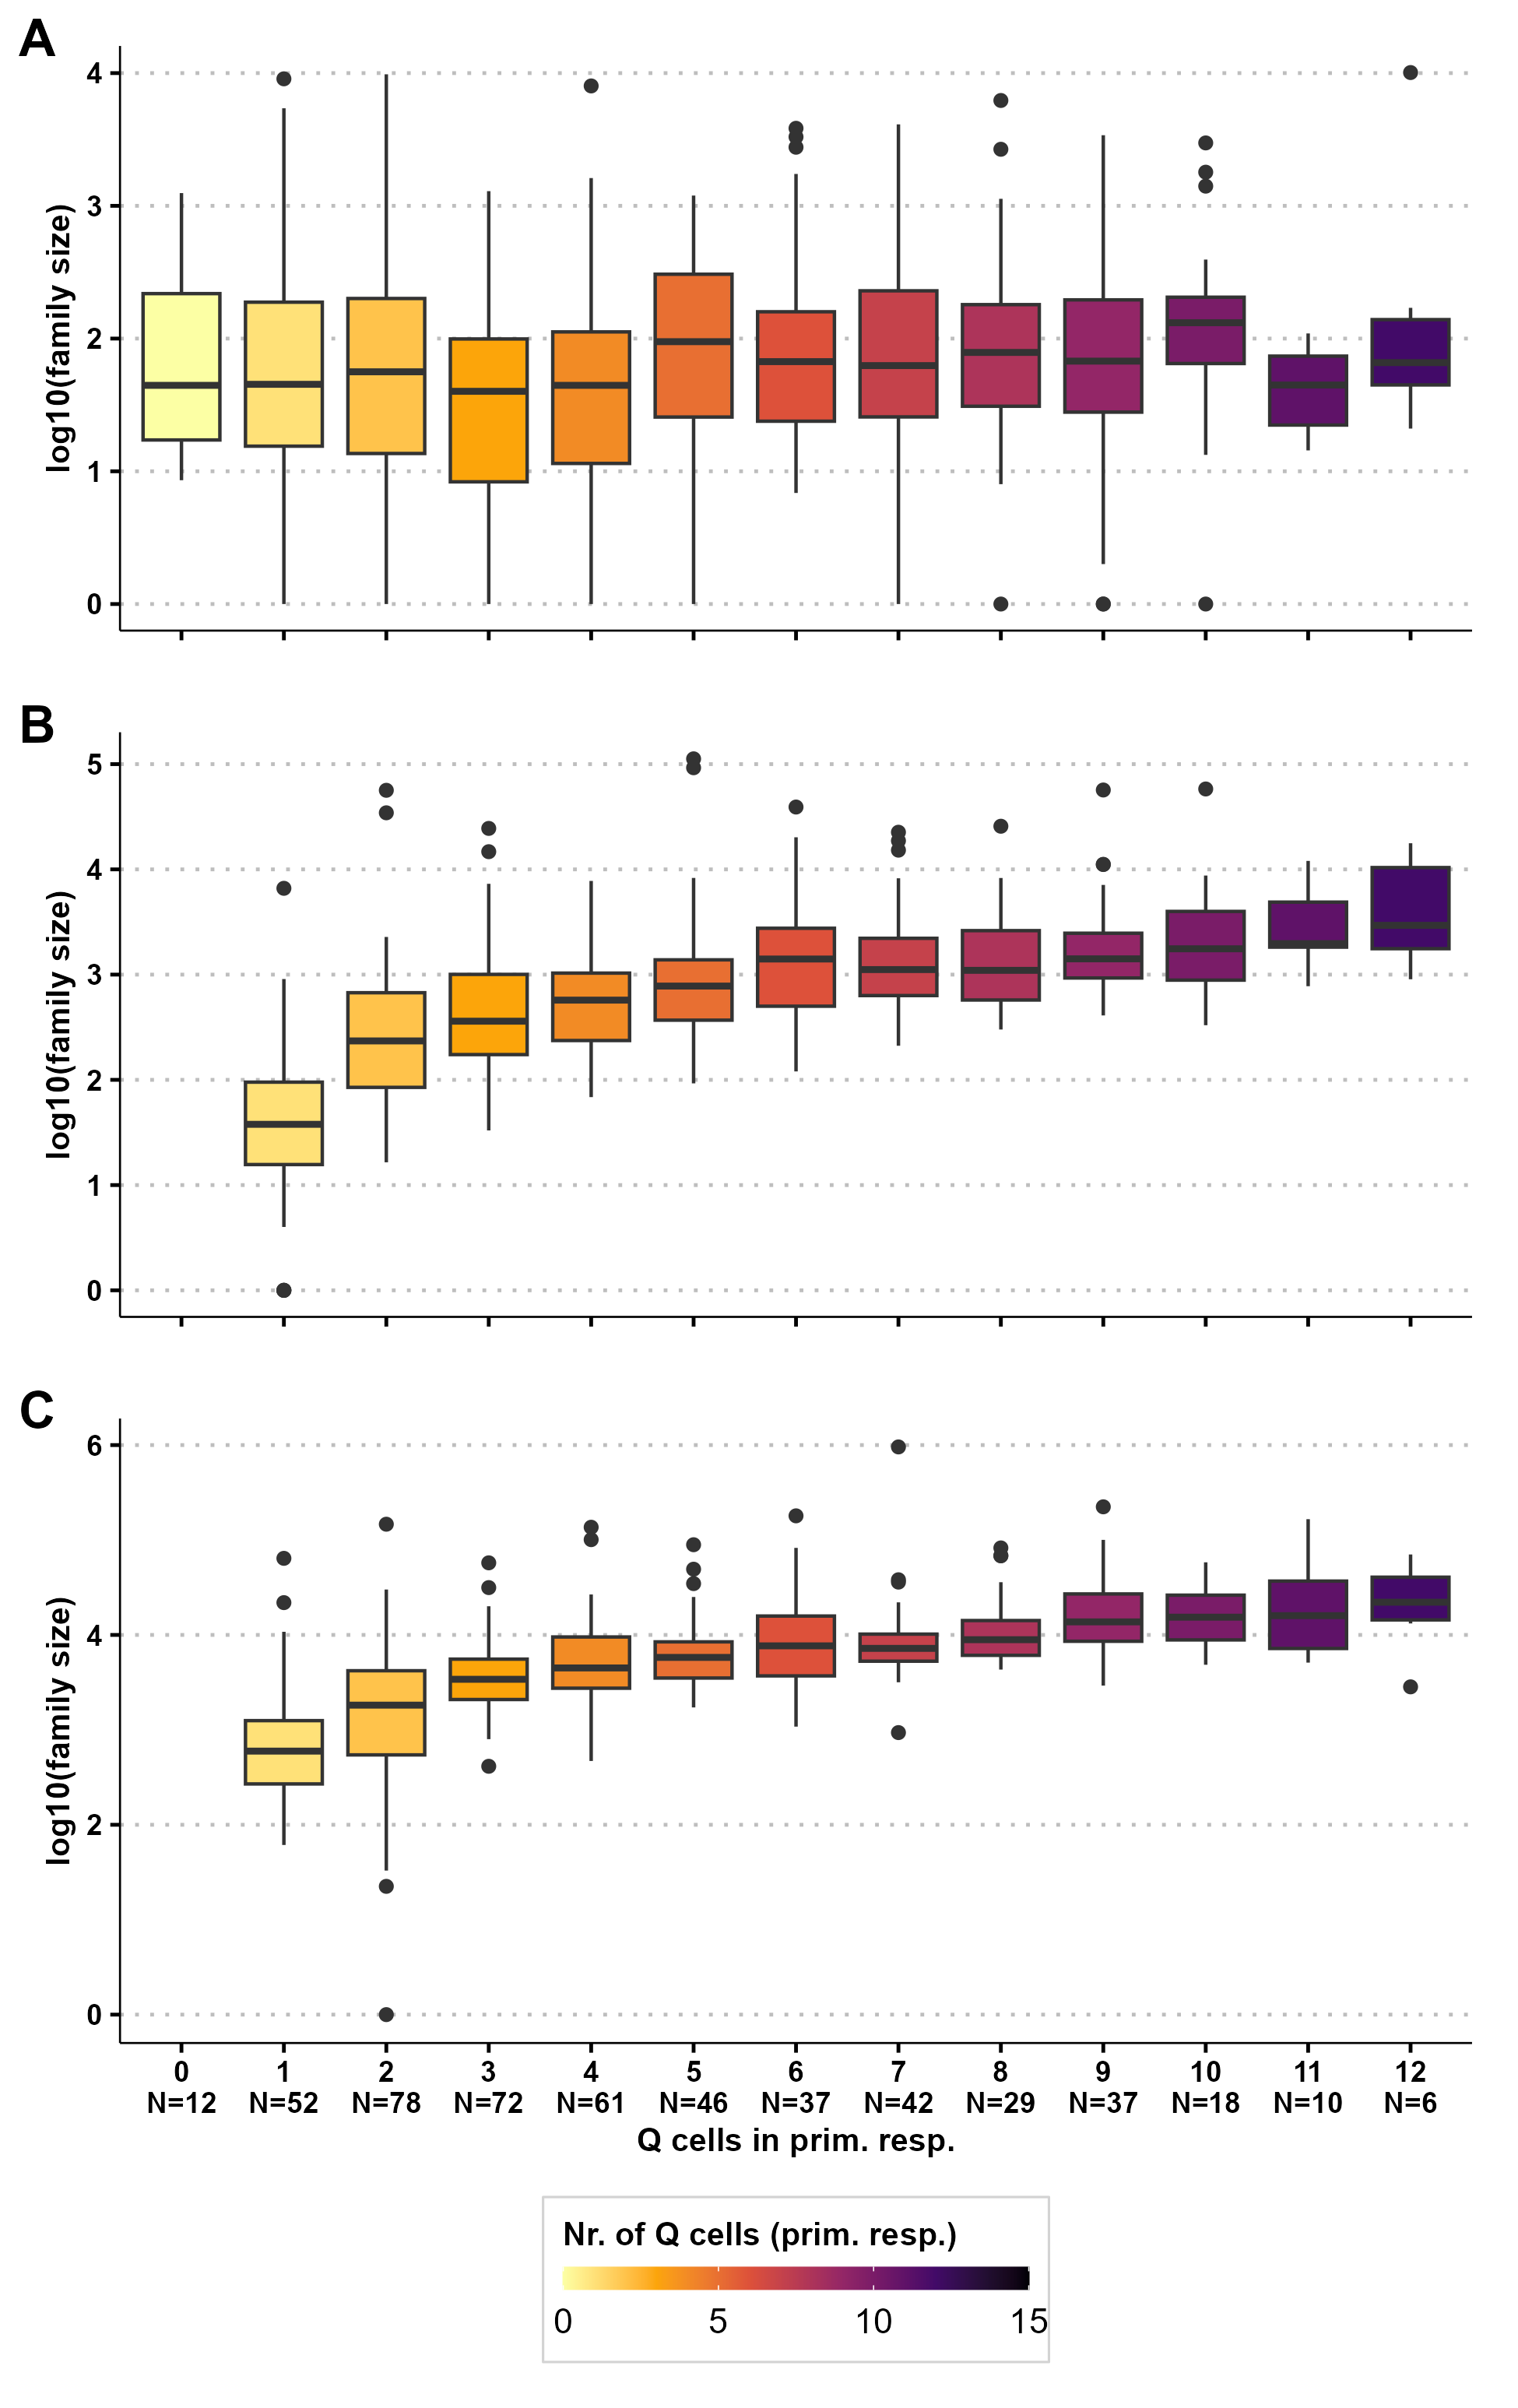 A
4
3
2
1
0
log10(family size)
B
5
4
3
2
1
0
log10(family size)
C
6
4
2
0
log10(family size)
0 1 2 3 4 5 6 7 8 9 10 11 12
N=12 N=52 N=78 N=72 N=61 N=46 N=37 N=42 N=29 N=37 N=18 N=10 N=6
Q cells in prim. resp.
Nr. of Q cells (prim. resp.)
0 5 10 15